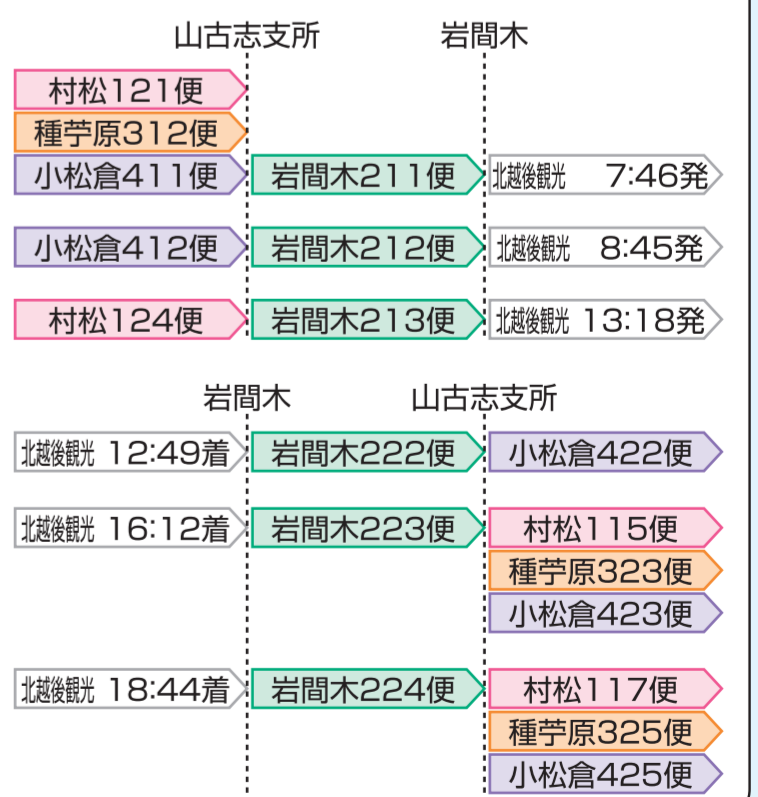 山古志支所 岩間木
村松121便
種苧原312便
小松倉411便 岩間木211便 北越後観光 7:46発
小松倉412便 岩間木212便 北越後観光 8:45発
村松124便 岩間木213便 北越後観光 13:18発
岩間木 山古志支所
北越後観光 12:49着 岩間木222便 小松倉422便
北越後観光 16:12着 岩間木223便 村松115便
種苧原323便
小松倉423便
北越後観光 18:44着 岩間木224便 村松117便
種苧原325便
小松倉425便